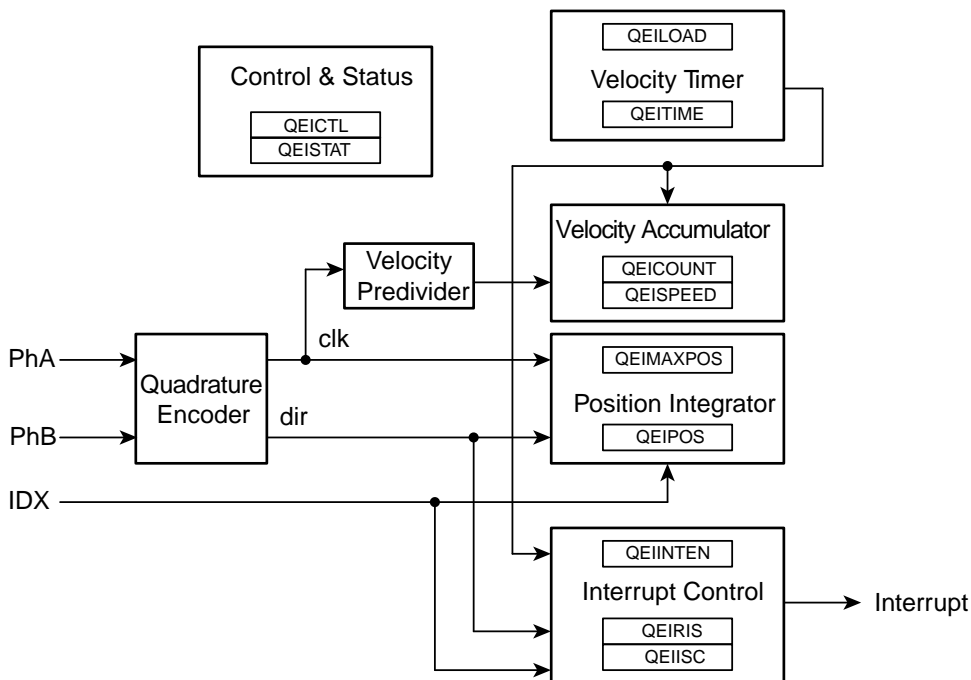 QEILOAD
Control & Status
Velocity Timer
QEICTL
QEITIME
QEISTAT
Velocity Accumulator
Velocity
Predivider
QEICOUNT
QEISPEED
clk
PhA
QEIMAXPOS
Quadrature
Encoder
Position Integrator
dir
PhB
QEIPOS
IDX
QEIINTEN
Interrupt Control
Interrupt
QEIRIS
QEIISC